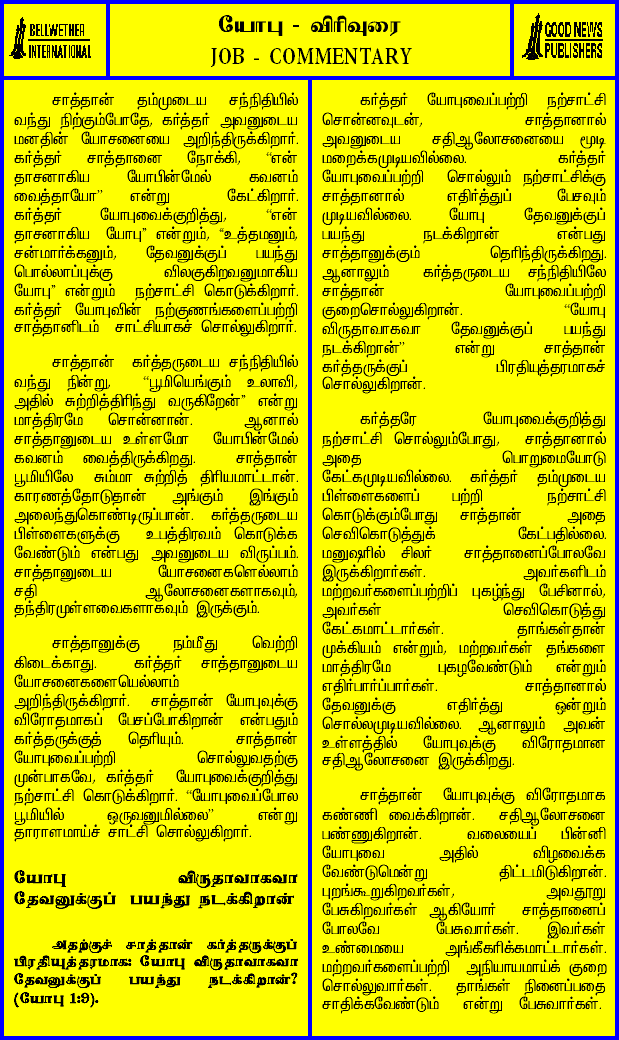 BELLWETHER
INTERNATIONAL
யோபு - விரிவுரை
JOB - COMMENTARY
GOOD NEWS
PUBLISHERS
சாத்தான் தம்முடைய சந்நிதியில்
வந்து நிற்கும்போதே, கர்த்தர் அவனுடைய
மனதின் யோசனையை அறிந்திருக்கிறார்.
கர்த்தர் சாத்தானை நோக்கி, “என்
தாசனாகிய யோபின்மேல் கவனம்
வைத்தாயோ” என்று கேட்கிறார்.
கர்த்தர் யோபுவைக்குறித்து, “என்
தாசனாகிய யோபு” என்றும், “உத்தமனும்,
சன்மார்க்கனும், தேவனுக்குப் பயந்து
பொல்லாப்புக்கு விலகுகிறவனுமாகிய
யோபு” என்றும் நற்சாட்சி கொடுக்கிறார்.
கர்த்தர் யோபுவின் நற்குணங்களைப்பற்றி
சாத்தானிடம் சாட்சியாகச் சொல்லுகிறார்.
சாத்தான் கர்த்தருடைய சந்நிதியில்
வந்து நின்று, “பூமியெங்கும் உலாவி,
அதில் சுற்றித்திரிந்து வருகிறேன்” என்று
மாத்திரமே சொன்னான். ஆனால்
சாத்தானுடைய உள்ளமோ யோபின்மேல்
கவனம் வைத்திருக்கிறது. சாத்தான்
பூமியிலே சும்மா சுற்றித் திரியமாட்டான்.
காரணத்தோடுதான் அங்கும் இங்கும்
அலைந்துகொண்டிருப்பான். கர்த்தருடைய
பிள்ளைகளுக்கு உபத்திரவம் கொடுக்க
வேண்டும் என்பது அவனுடைய விருப்பம்.
சாத்தானுடைய யோசனைகளெல்லாம்
சதி ஆலோசனைகளாகவும்,
தந்திரமுள்ளவைகளாகவும் இருக்கும்.
சாத்தானுக்கு நம்மீது வெற்றி
கிடைக்காது. கர்த்தர் சாத்தானுடைய
யோசனைகளையெல்லாம்
அறிந்திருக்கிறார். சாத்தான் யோபுவுக்கு
விரோதமாகப் பேசப்போகிறான் என்பதும்
கர்த்தருக்குத் தெரியும். சாத்தான்
யோபுவைப்பற்றி சொல்லுவதற்கு
முன்பாகவே, கர்த்தர் யோபுவைக்குறித்து
நற்சாட்சி கொடுக்கிறார். “யோபுவைப்போல
பூமியில் ஒருவனுமில்லை” என்று
தாராளமாய்ச் சாட்சி சொல்லுகிறார்.
யோபு விருதாவாகவா
தேவனுக்குப் பயந்து நடக்கிறான்
அதற்குச் சாத்தான் கர்த்தருக்குப்
பிரதியுத்தரமாக: யோபு விருதாவாகவா
தேவனுக்குப் பயந்து நடக்கிறான்?
(யோபு 1:9).
கர்த்தர் யோபுவைப்பற்றி நற்சாட்சி
சொன்னவுடன், சாத்தானால்
அவனுடைய சதிஆலோசனையை மூடி
மறைக்கமுடியவில்லை. கர்த்தர்
யோபுவைப்பற்றி சொல்லும் நற்சாட்சிக்கு
சாத்தானால் எதிர்த்துப் பேசவும்
முடியவில்லை. யோபு தேவனுக்குப்
பயந்து நடக்கிறான் என்பது
சாத்தானுக்கும் தெரிந்திருக்கிறது.
ஆனாலும் கர்த்தருடைய சந்நிதியிலே
சாத்தான் யோபுவைப்பற்றி
குறைசொல்லுகிறான். “யோபு
விருதாவாகவா தேவனுக்குப் பயந்து
நடக்கிறான்” என்று சாத்தான்
கர்த்தருக்குப் பிரதியுத்தரமாகச்
சொல்லுகிறான்.
கர்த்தரே யோபுவைக்குறித்து
நற்சாட்சி சொல்லும்போது, சாத்தானால்
அதை பொறுமையோடு
கேட்கமுடியவில்லை. கர்த்தர் தம்முடைய
பிள்ளைகளைப் பற்றி நற்சாட்சி
கொடுக்கும்போது சாத்தான் அதை
செவிகொடுத்துக் கேட்பதில்லை.
மனுஷரில் சிலர் சாத்தானைப்போலவே
இருக்கிறார்கள். அவர்களிடம்
மற்றவர்களைப்பற்றிப் புகழ்ந்து பேசினால்,
அவர்கள் செவிகொடுத்து
கேட்கமாட்டார்கள். தாங்கள்தான்
முக்கியம் என்றும், மற்றவர்கள் தங்களை
மாத்திரமே புகழவேண்டும் என்றும்
எதிர்பார்ப்பார்கள். சாத்தானால்
தேவனுக்கு எதிர்த்து ஒன்றும்
சொல்லமுடியவில்லை. ஆனாலும் அவன்
உள்ளத்தில் யோபுவுக்கு விரோதமான
சதிஆலோசனை இருக்கிறது.
சாத்தான் யோபுவுக்கு விரோதமாக
கண்ணி வைக்கிறான். சதிஆலோசனை
பண்ணுகிறான். வலையைப் பின்னி
யோபுவை அதில் விழவைக்க
வேண்டுமென்று திட்டமிடுகிறான்.
புறங்கூறுகிறவர்கள், அவதூறு
பேசுகிறவர்கள் ஆகியோர் சாத்தானைப்
போலவே பேசுவார்கள். இவர்கள்
உண்மையை அங்கீகரிக்கமாட்டார்கள்.
மற்றவர்களைப்பற்றி அநியாயமாய்க் குறை
சொல்லுவார்கள். தாங்கள் நினைப்பதை
சாதிக்கவேண்டும் என்று பேசுவார்கள்.